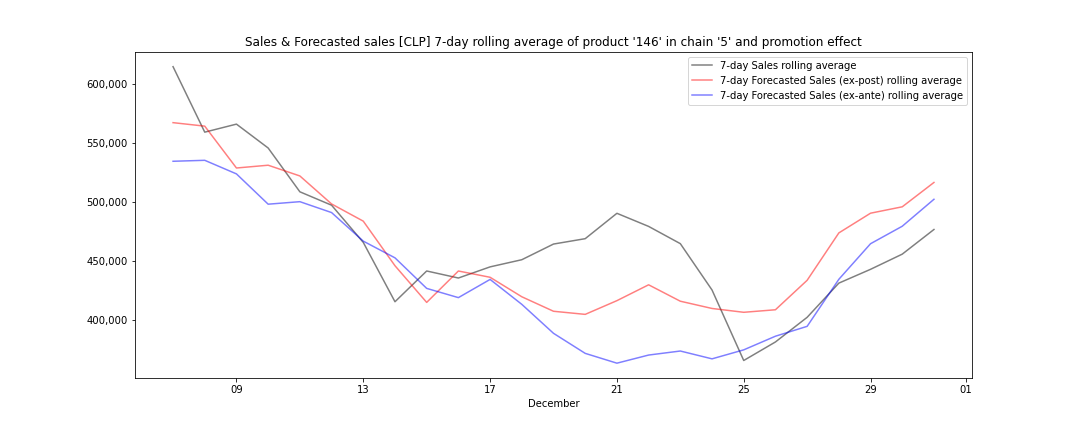 Sales & Forecasted sales [CLP] 7-day rolling average of product '146' in chain '5' and promotion effect
7-day Sales rolling average
7-day Forecasted Sales (ex-post) rolling average
7-day Forecasted Sales (ex-ante) rolling average
600,000
550,000
500,000
450,000
400,000
09 13 17 21 25 29 01
December